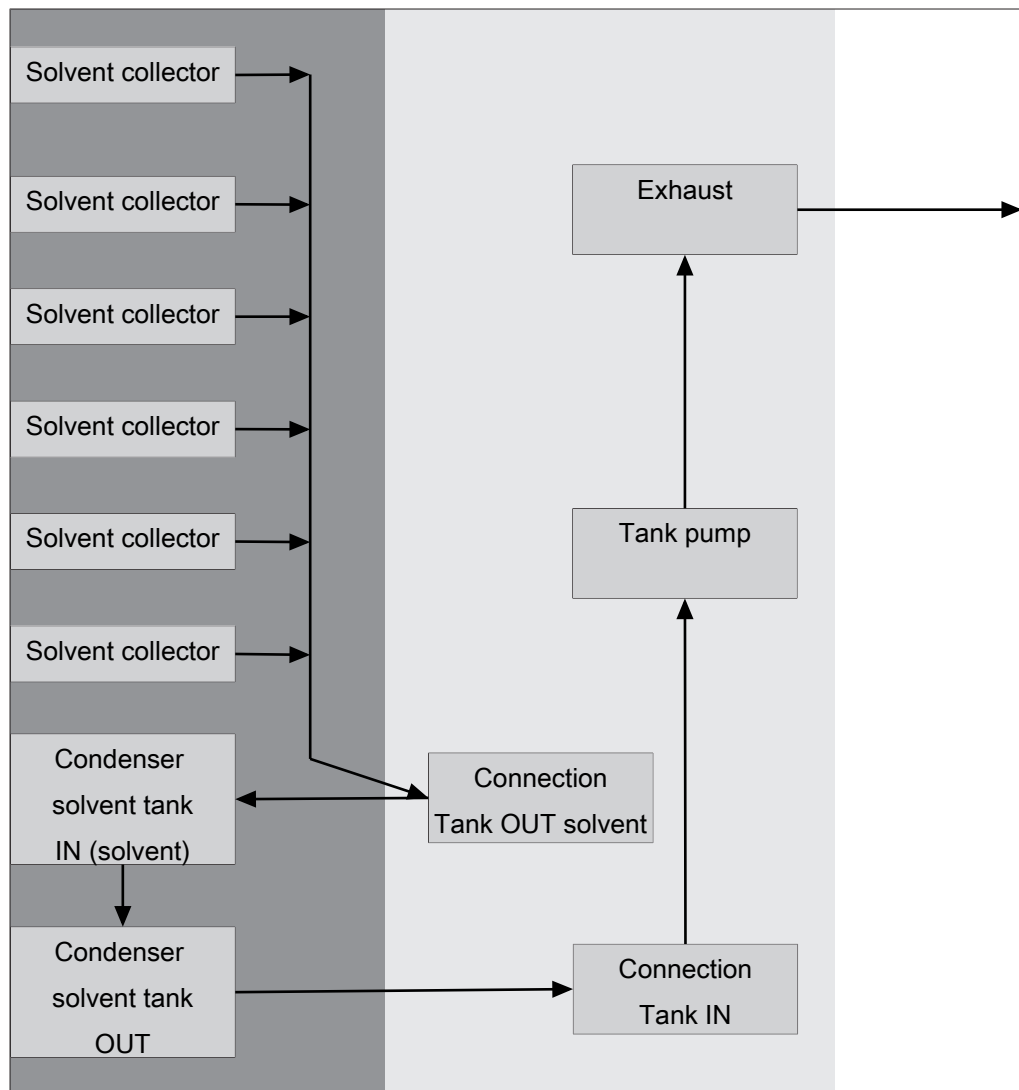 Solvent collector
Solvent collector
Solvent collector
Solvent collector
Solvent collector
Solvent collector
Condenser
solvent tank
IN (solvent)
Condenser
solvent tank
OUT
Exhaust
Tank pump
Connection
Tank OUT solvent
Connection
Tank IN